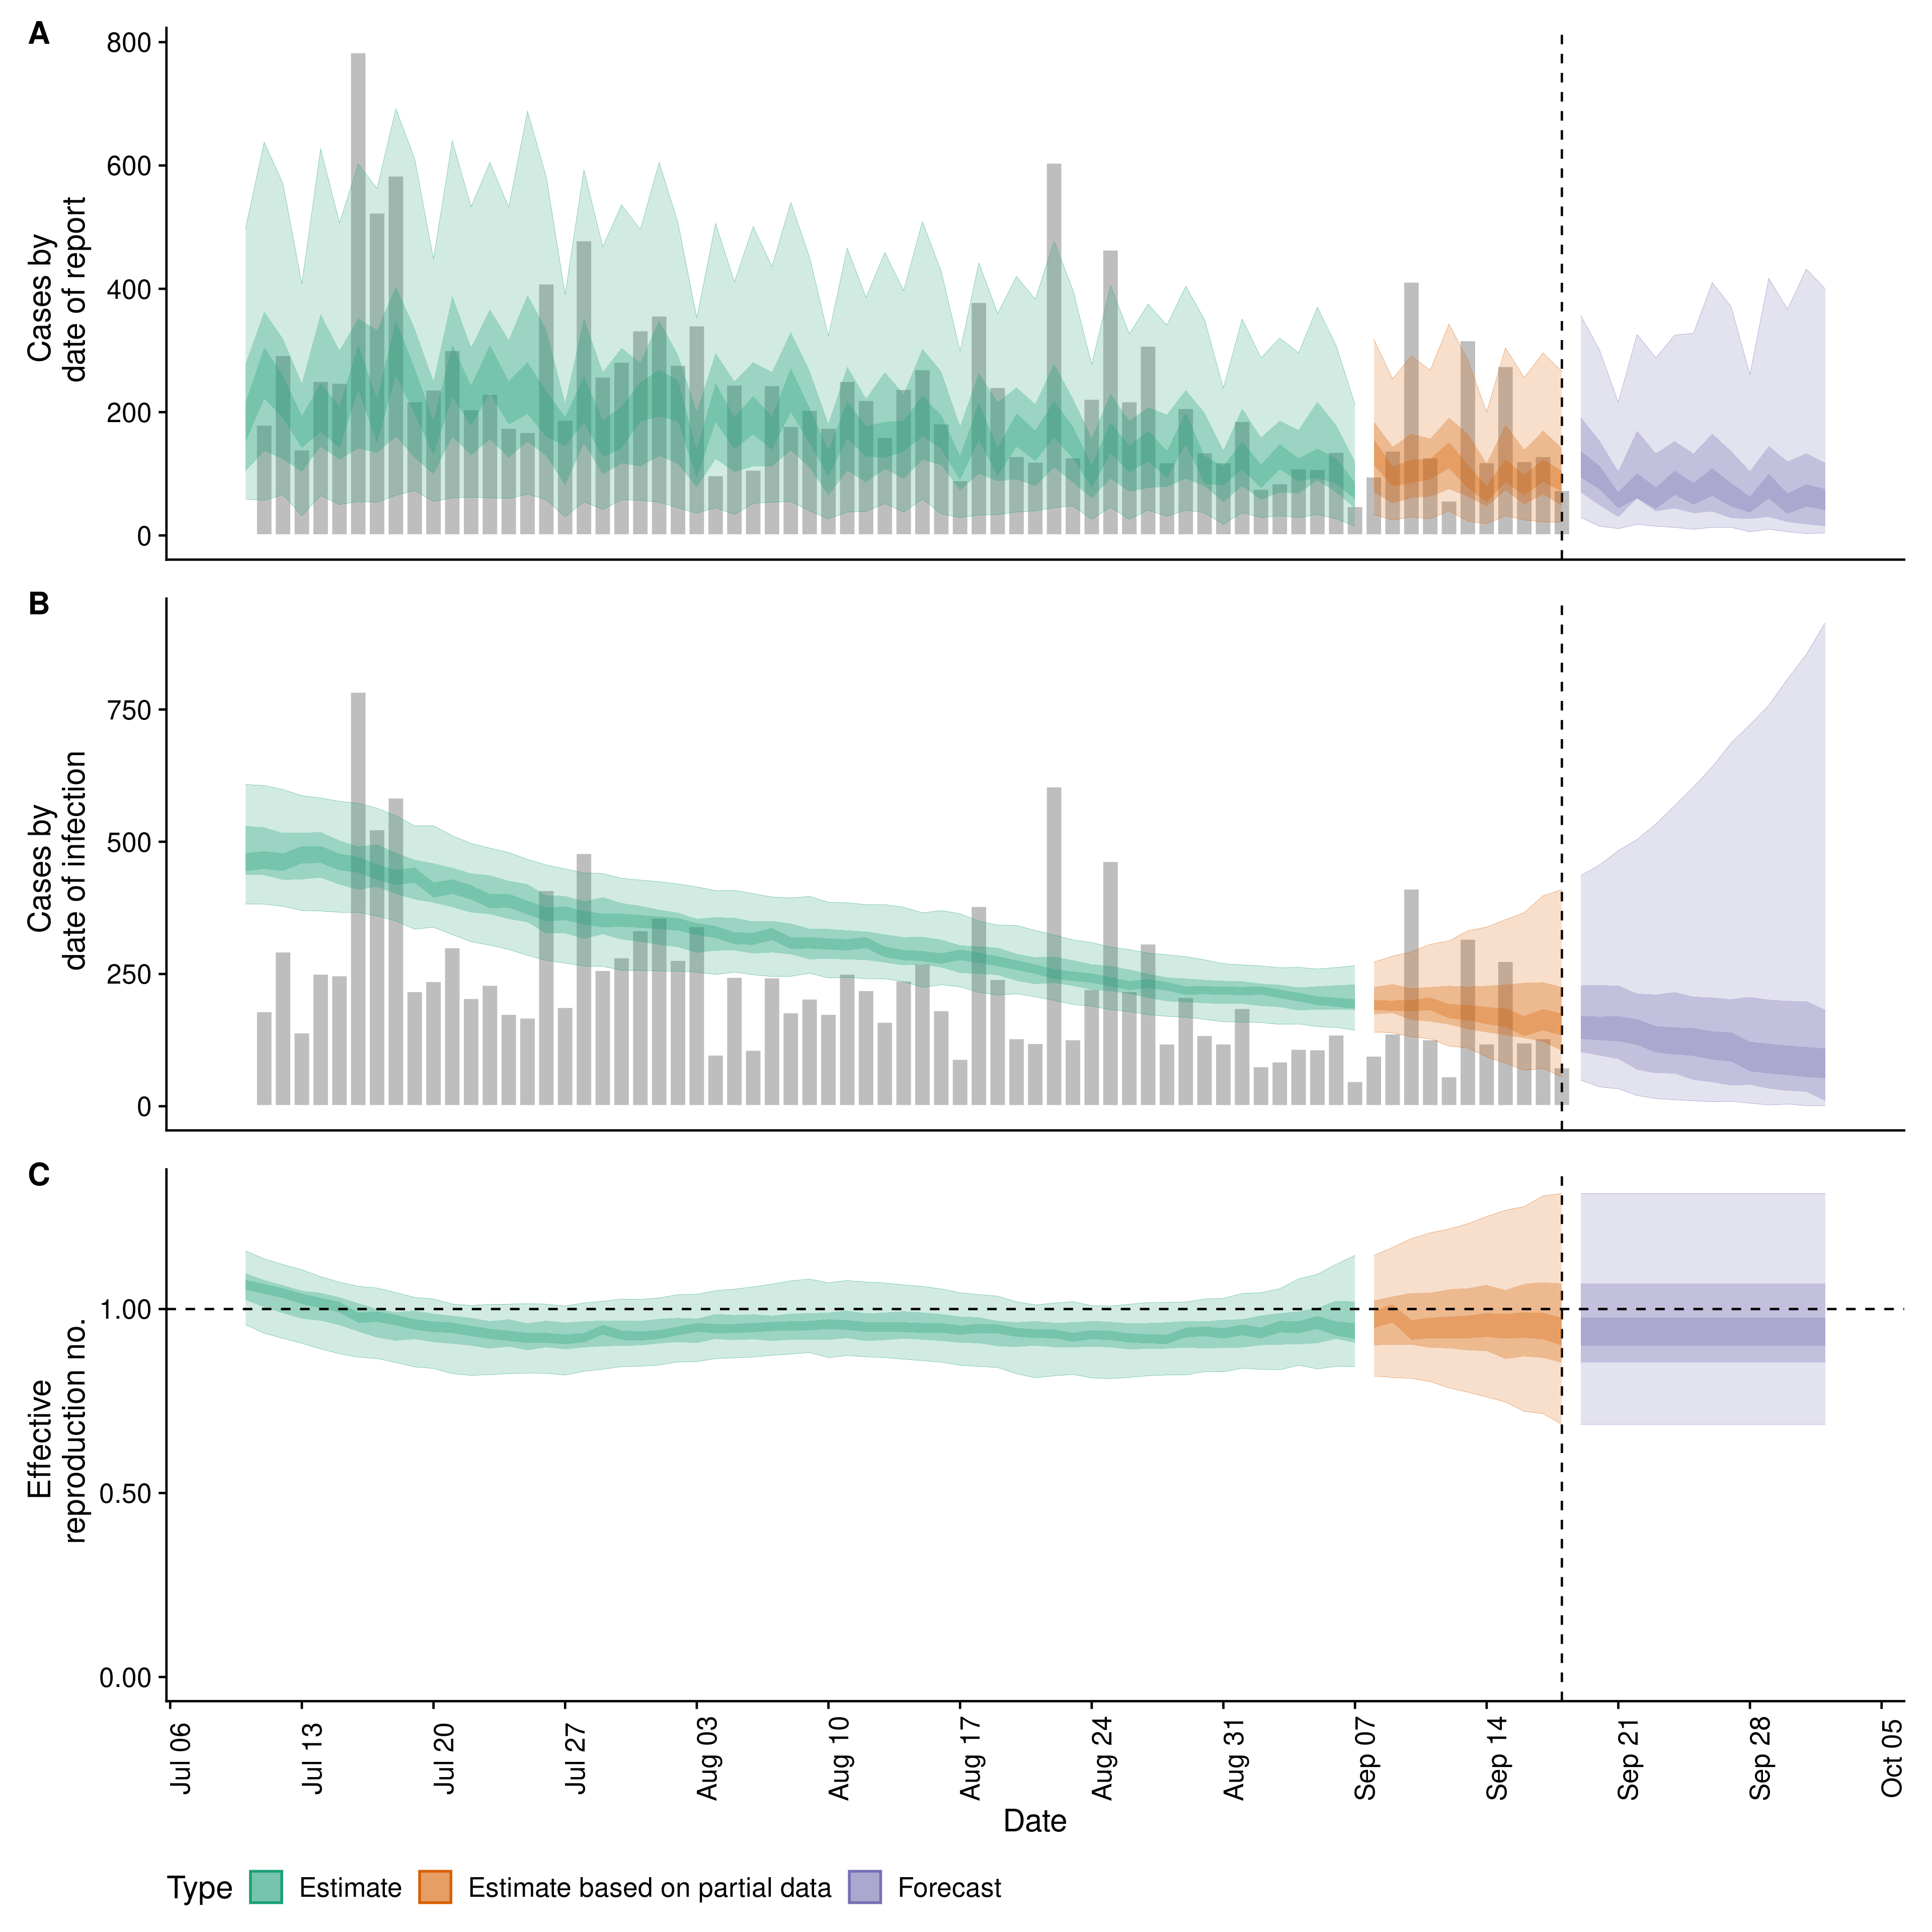 A
800
600
400
200
0
Cases by
date of report
B
750
500
250
0
Cases by
date of infection
C
1.00
0.50
0.00
Effective
reproduction no.
Jul 06
Jul 13
Jul 20
Jul 27
Aug 03
Aug 10
Aug 17
Aug 24
Aug 31
Sep 07
Sep 14
Sep 21
Sep 28
Oct 05
Date
Type Estimate Estimate based on partial data Forecast